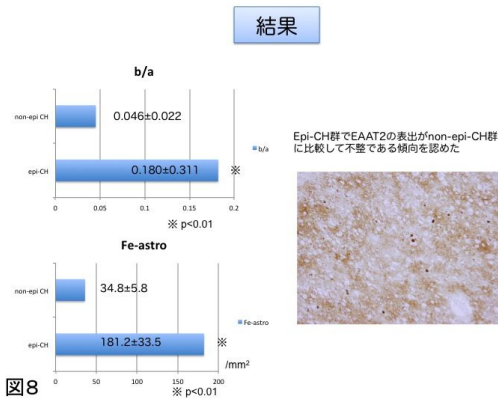 結果
b/a
non-epi CH
0.046±0.022
epi-CH
0.180±0.311
※
b/a
0
0.05
0.1
0.15
0.2
※ p<0.01
Epi-CH群でEAAT2の表出がnon-epi-CH群
に比較して不整である傾向を認めた
Fe-astro
non-epi CH
34.8±5.8
epi-CH
181.2±33.5
※
Fe-astro
/mm²
0
50
100
150
200
※ p<0.01
図8